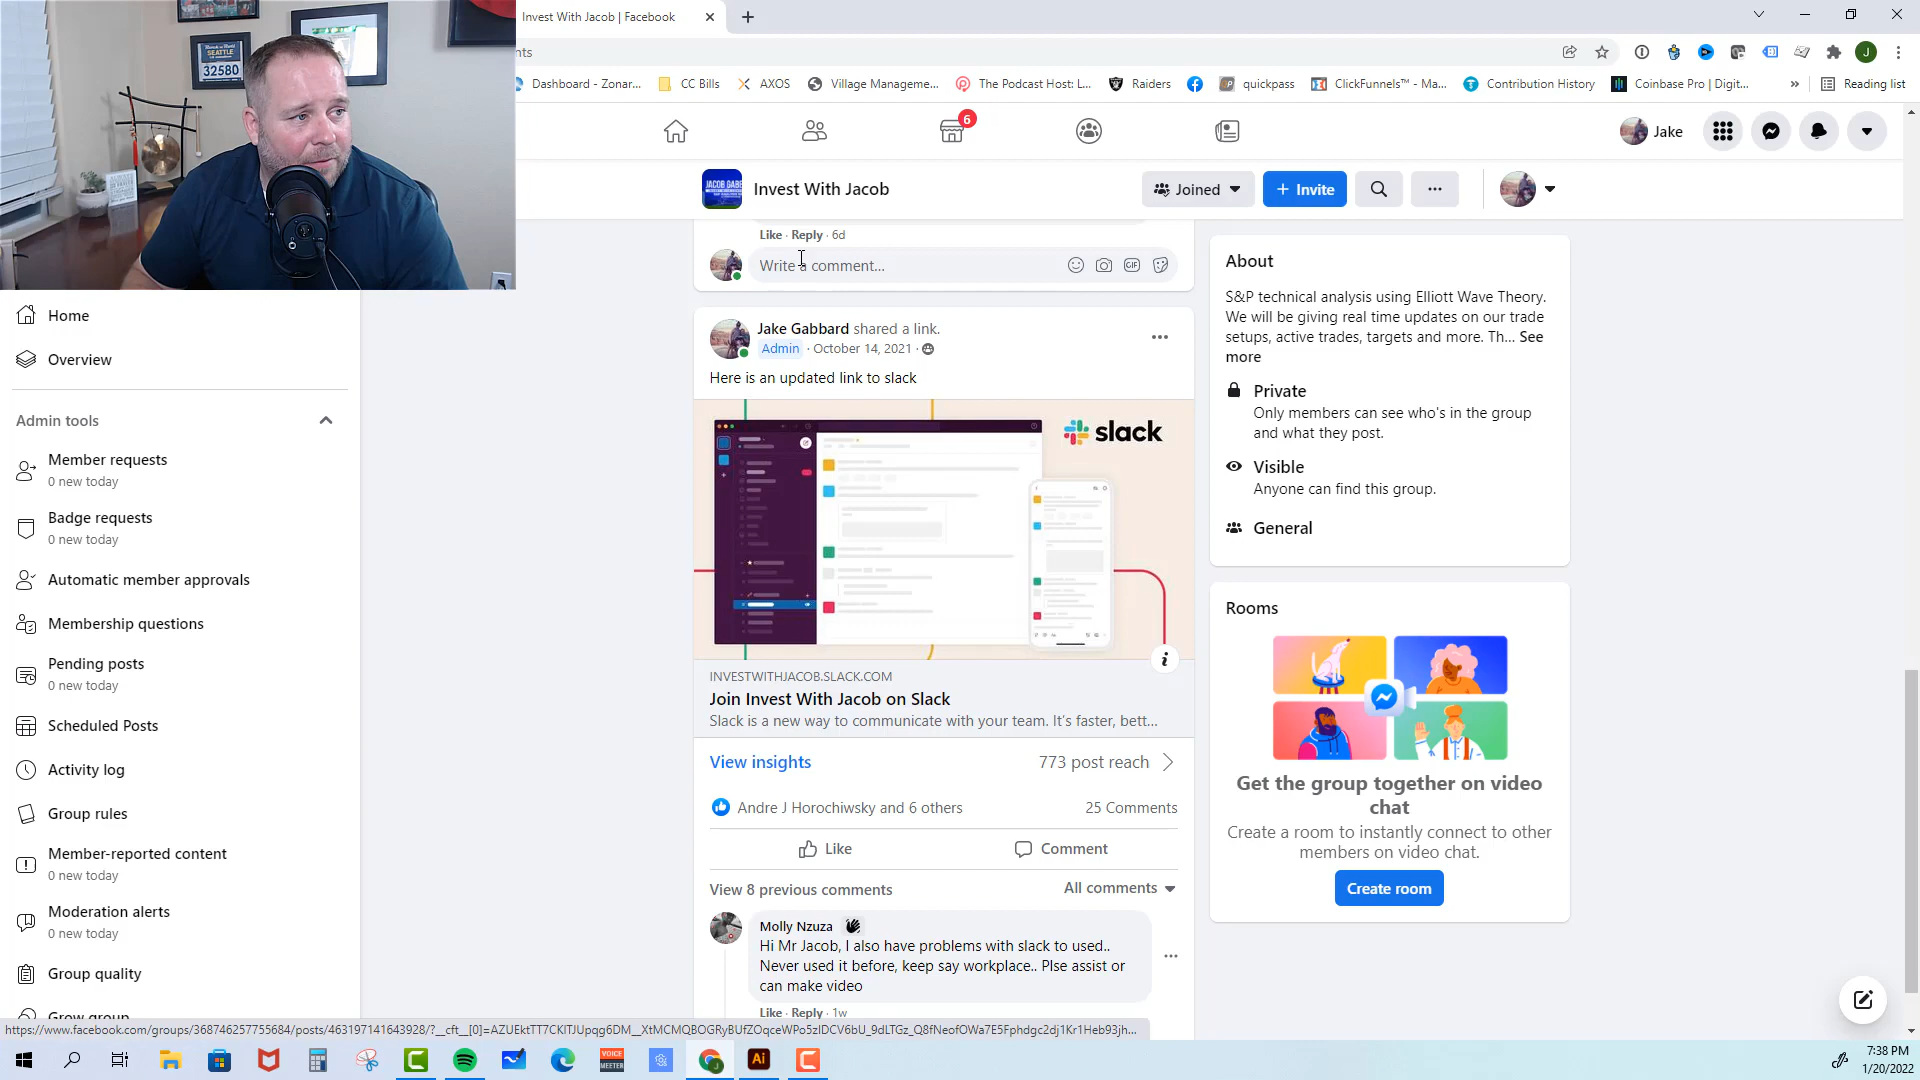 Invest With Jacob | Facebook
nts
Dashboard - Zonar...
CC Bills
AXOS
Village Manageme...
The Podcast Host: L...
Raiders
quickpass
ClickFunnels™ - Ma...
Contribution History
Coinbase Pro | Digit...
»
Reading list
6
Jake
Invest With Jacob
Joined
+ Invite
SEATTLE
32580
Like · Reply · 6d
Write a comment...
GIF
Jake Gabbard shared a link.
Admin · October 14, 2021 ·
Here is an updated link to slack
slack
INVESTWITHJACOB.SLACK.COM
Join Invest With Jacob on Slack
Slack is a new way to communicate with your team. It's faster, bett...
View insights
773 post reach
Andre J Horochiwsky and 6 others
25 Comments
Like
Comment
View 8 previous comments
All comments
Molly Nzuza
Hi Mr Jacob, I also have problems with slack to used..
Never used it before, keep say workplace.. Plse assist or
can make video
Like · Reply · 1w
Home
Overview
Admin tools
Member requests
0 new today
Badge requests
0 new today
Automatic member approvals
Membership questions
Pending posts
0 new today
Scheduled Posts
Activity log
Group rules
Member-reported content
0 new today
Moderation alerts
0 new today
Group quality
Grow group
About
S&P technical analysis using Elliott Wave Theory.
We will be giving real time updates on our trade
setups, active trades, targets and more. Th... See
more
Private
Only members can see who's in the group
and what they post.
Visible
Anyone can find this group.
General
Rooms
Get the group together on video
chat
Create a room to instantly connect to other
members on video chat.
Create room
VOICE
MEETER
Ai
7:38 PM
1/20/2022